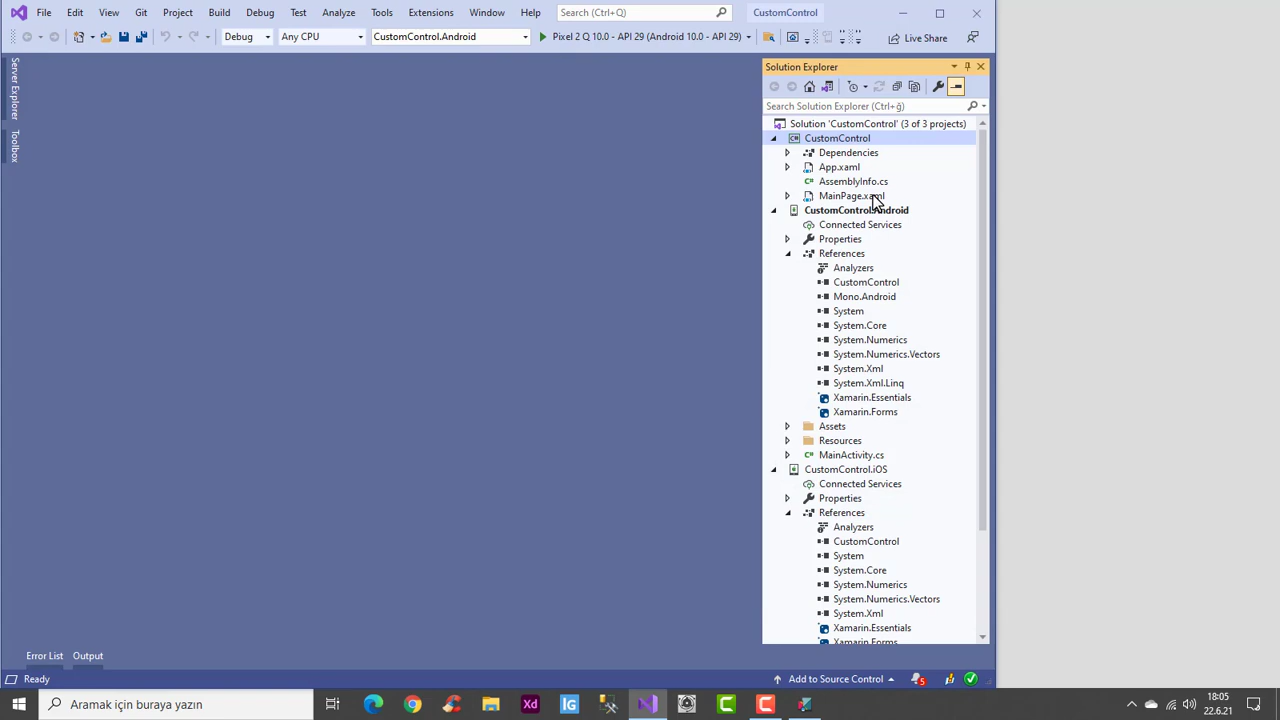 File Edit View Git Project Build Debug Test Analyze Tools Extensions Window Help Search (Ctrl+Q) CustomControl
Debug Any CPU CustomControl.Android Pixel 2 Q 10.0 - API 29 (Android 10.0 - API 29) Live Share
Server Explorer
Toolbox
Solution Explorer
Search Solution Explorer (Ctrl+ğ)
Solution 'CustomControl' (3 of 3 projects)
CustomControl
Dependencies
App.xaml
AssemblyInfo.cs
MainPage.xaml
CustomControl.Android
Connected Services
Properties
References
Analyzers
CustomControl
Mono.Android
System
System.Core
System.Numerics
System.Numerics.Vectors
System.Xml
System.Xml.Linq
Xamarin.Essentials
Xamarin.Forms
Assets
Resources
MainActivity.cs
CustomControl.iOS
Connected Services
Properties
References
Analyzers
CustomControl
System
System.Core
System.Numerics
System.Numerics.Vectors
System.Xml
Xamarin.Essentials
Xamarin.Forms
Error List Output
Ready Add to Source Control 5
Aramak için buraya yazın
18:05
22.6.21